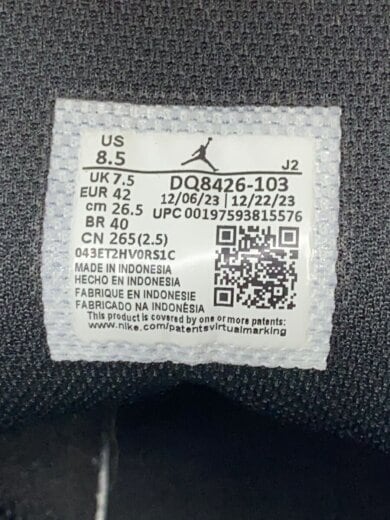 US
8.5
J2
UK 7.5
DQ8426-103
EUR 42
12/06/23 | 12/22/23
cm 26.5
UPC 00197593815576
BR 40
CN 265(2.5)
043ET2HV0RS1C
MADE IN INDONESIA
HECHO EN INDONESIA
FABRIQUE EN INDONESIE
FABRICADO NA INDONÉSIA
This product is covered by one or more patents:
www.nike.com/patentsvirtualmarking